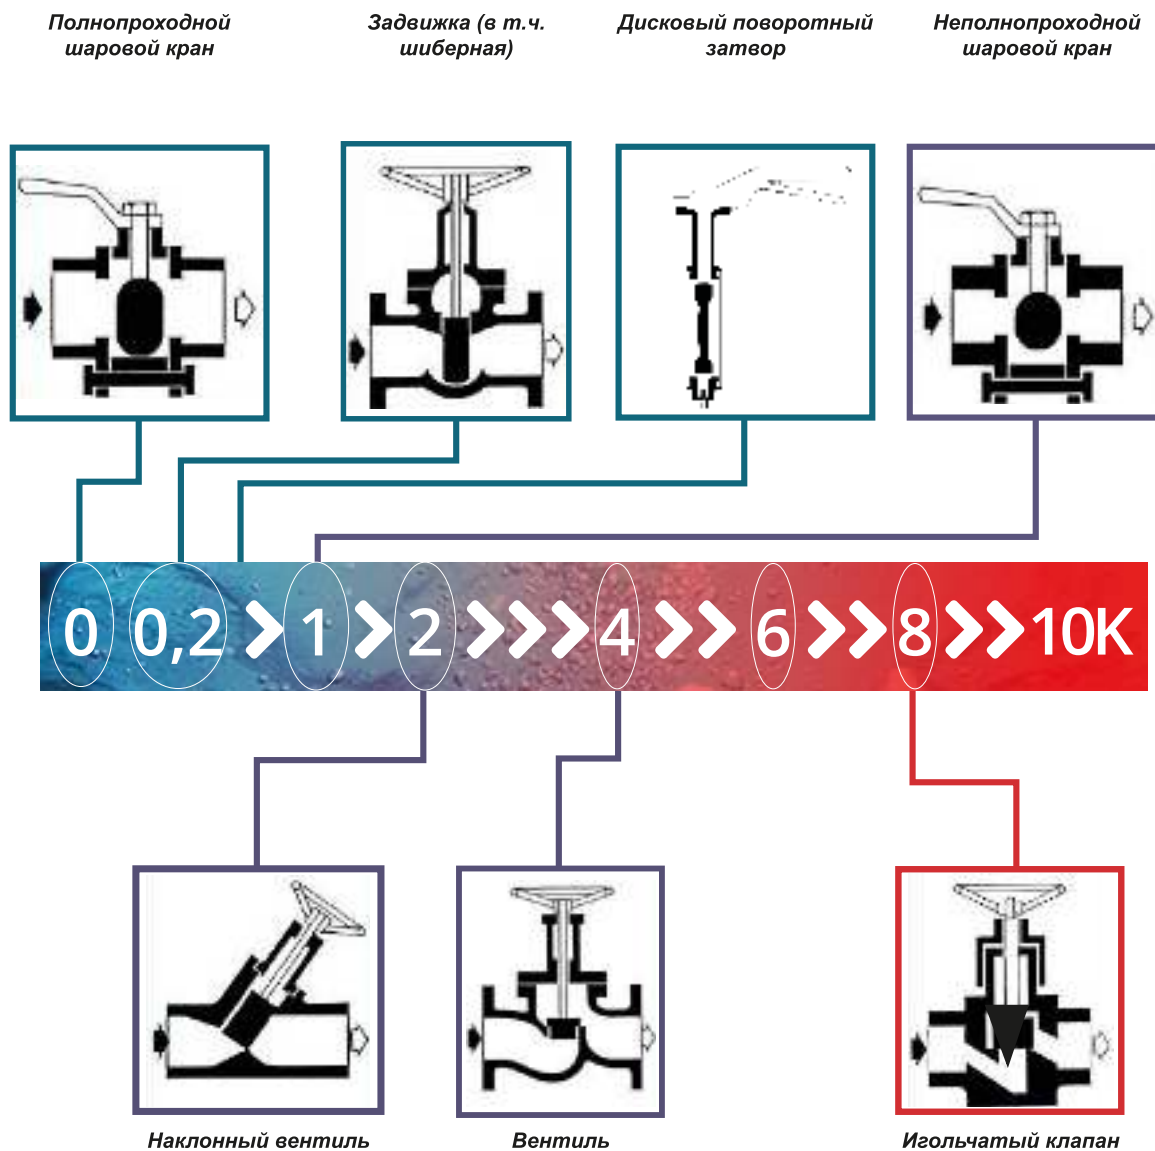 Полнопроходной
шаровой кран
Задвижка (в т.ч.
шиберная)
Дисковый поворотный
затвор
Неполнопроходной
шаровой кран
0 0,2 1 2 4 6 8 10K
Наклонный вентиль
Вентиль
Игольчатый клапан